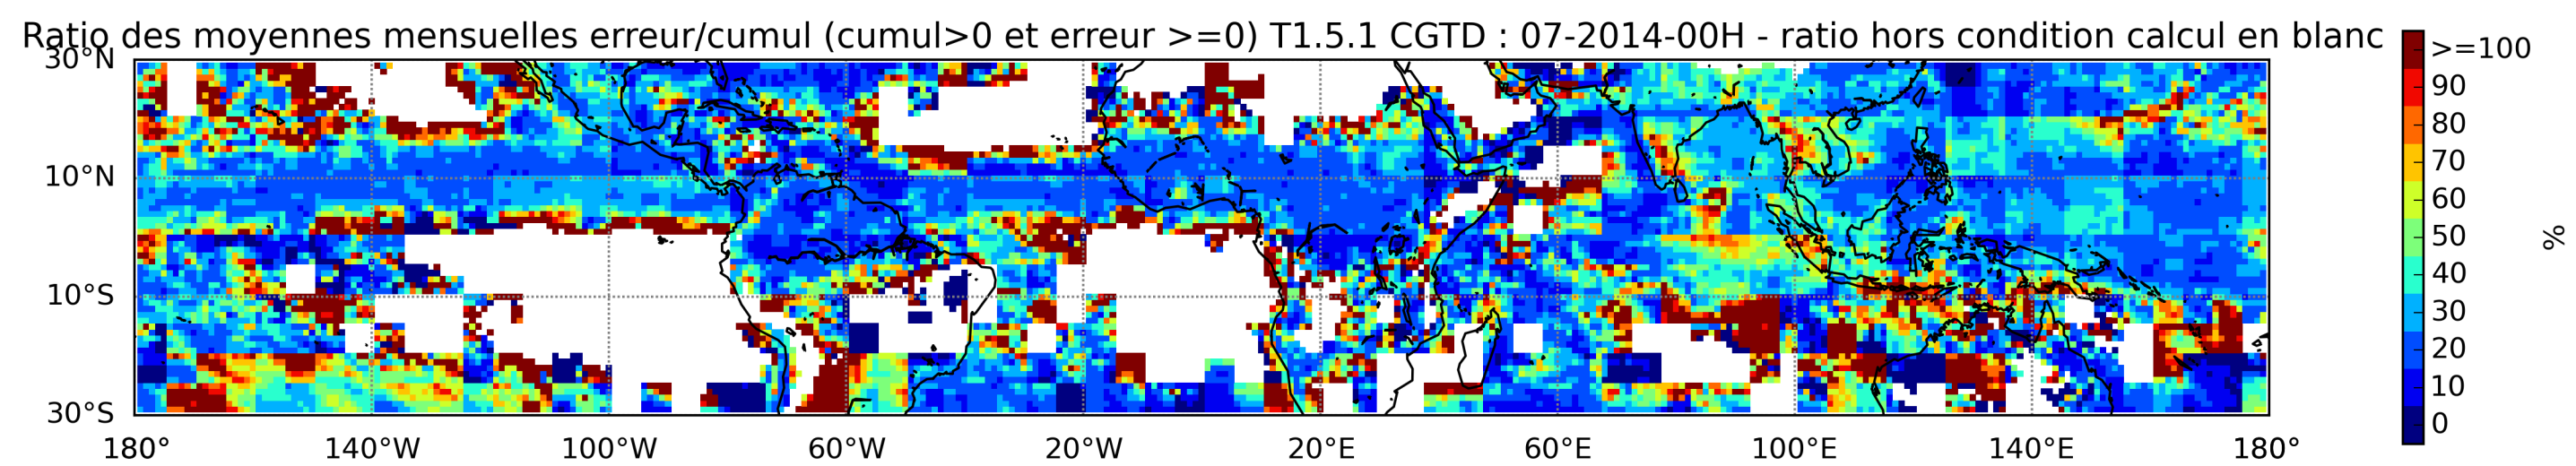 Ratio des moyennes mensuelles erreur/cumul (cumul>0 et erreur >=0) T1.5.1 CGTD : 07-2014-00H - ratio hors condition calcul en blanc
30°N
10°N
10°S
30°S
180° 140°W 100°W 60°W 20°W 20°E 60°E 100°E 140°E 180°
>=100
90
80
70
60
50
40
30
20
10
0
%